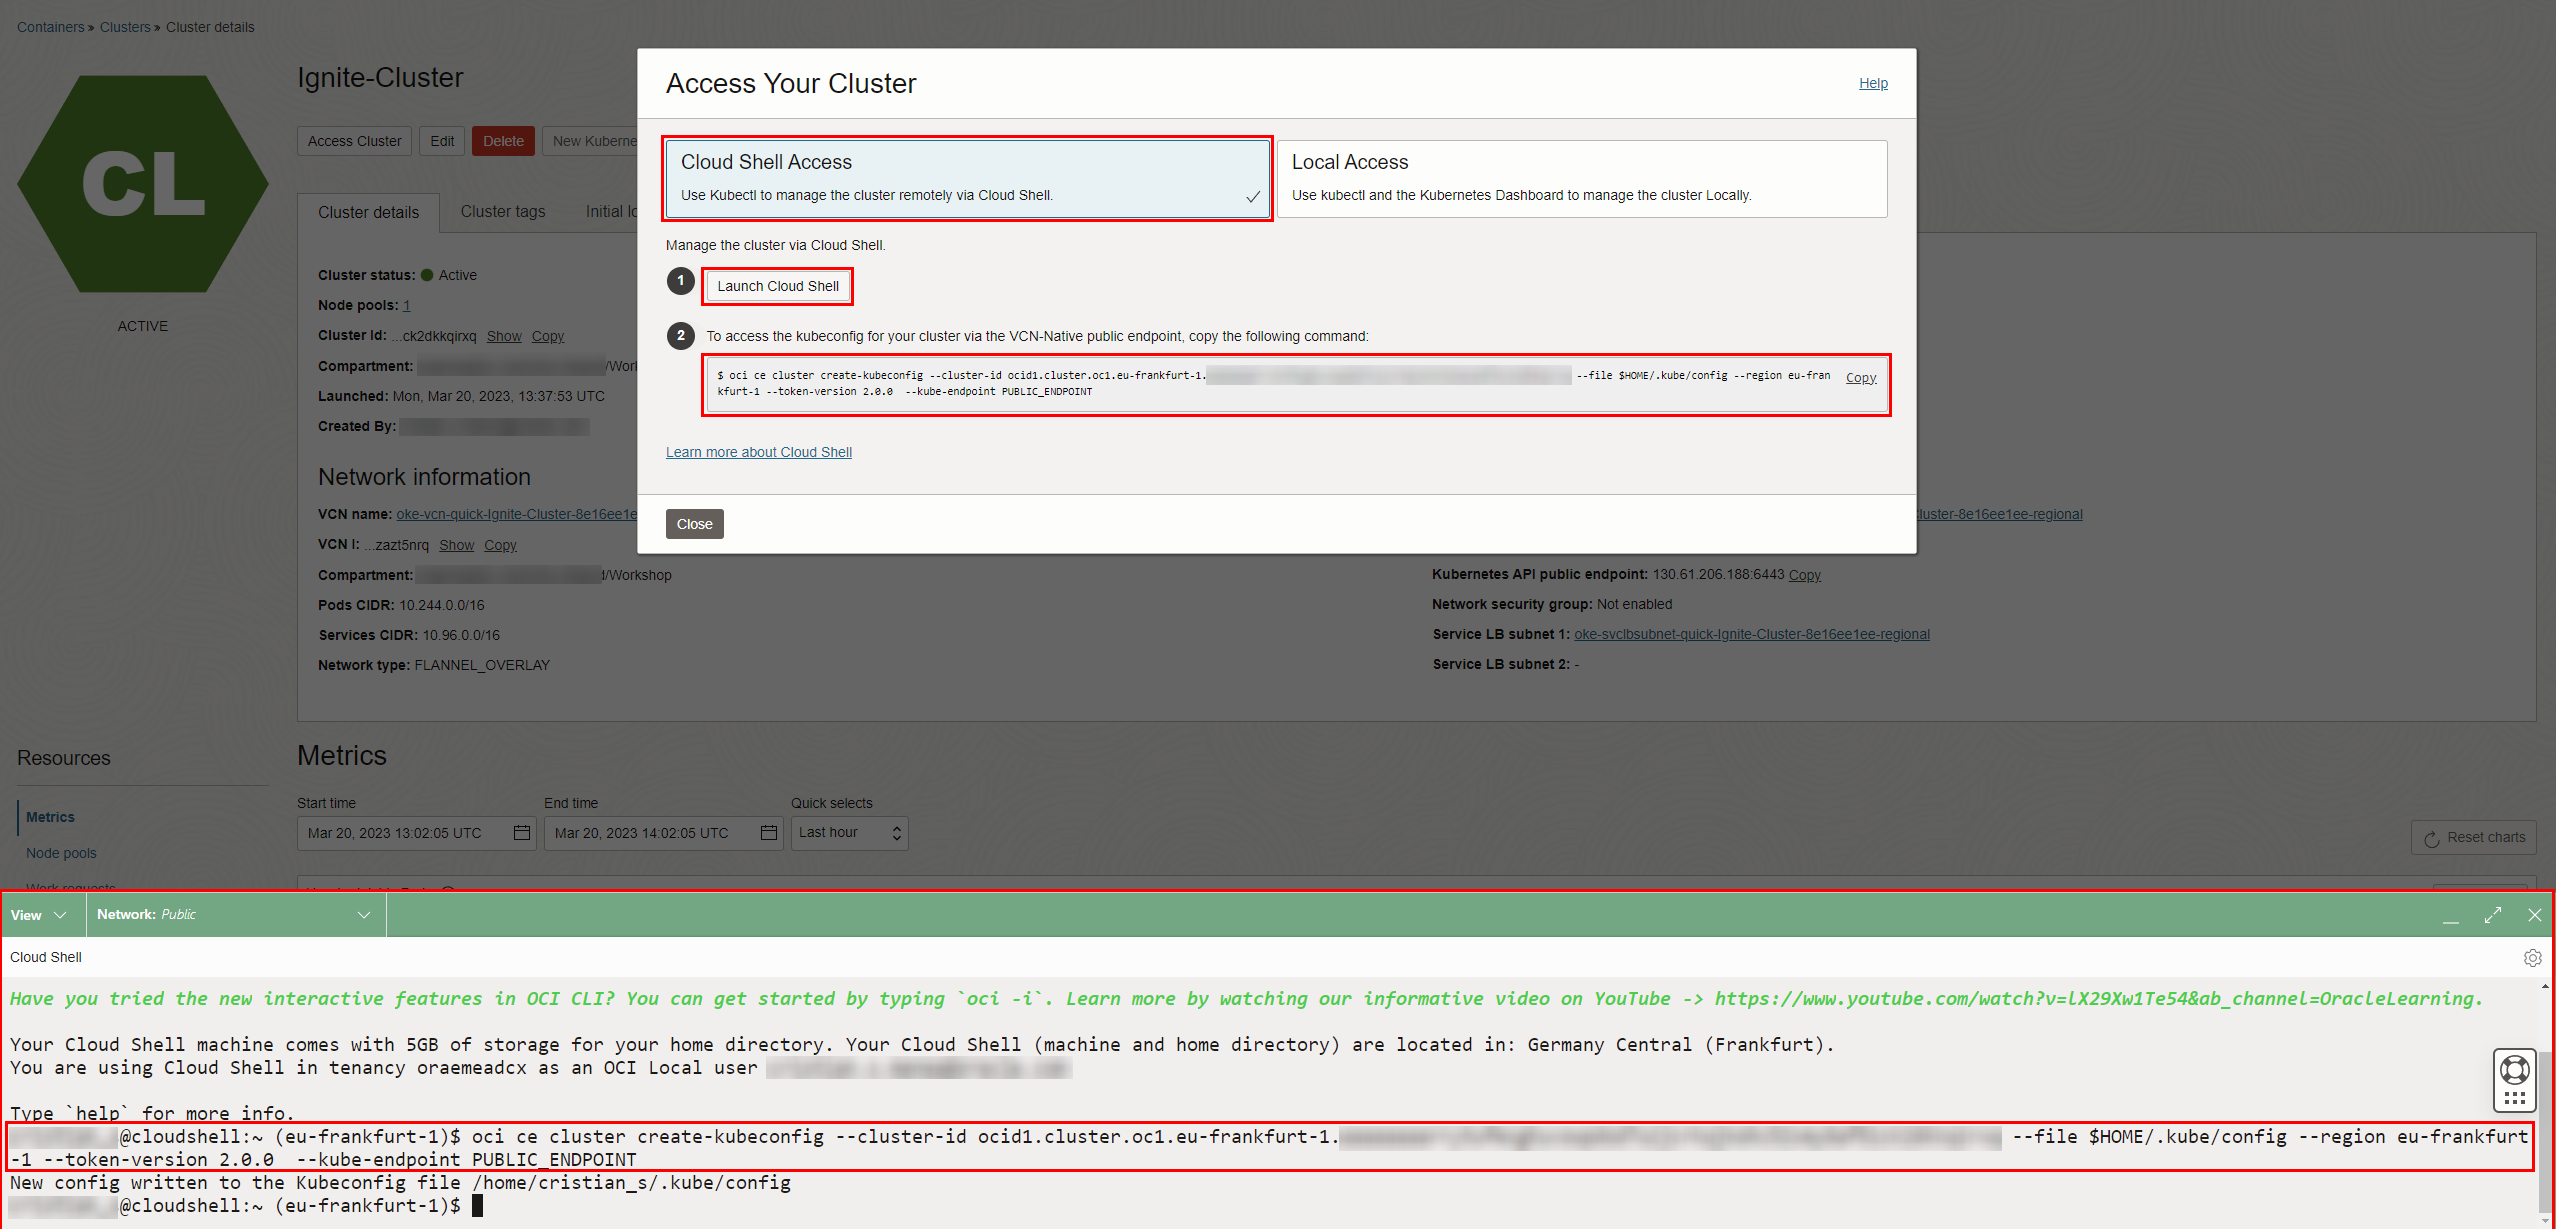 Containers » Clusters » Cluster details
CL
ACTIVE
Ignite-Cluster
Access Cluster Edit Delete New Kuberne
Cluster details Cluster tags Initial
Cluster status: Active
Node pools: 1
Cluster Id: ...ck2dkkqirxq Show Copy
Compartment: /Work
Launched: Mon, Mar 20, 2023, 13:37:53 UTC
Created By:
Network information
VCN name: oke-vcn-quick-Ignite-Cluster-8e16ee1e
VCN I: ...zazt5nrq Show Copy
Compartment: /Workshop
Pods CIDR: 10.244.0.0/16
Services CIDR: 10.96.0.0/16
Network type: FLANNEL_OVERLAY
luster-8e16ee1ee-regional
Kubernetes API public endpoint: 130.61.206.188:6443 Copy
Network security group: Not enabled
Service LB subnet 1: oke-svclbsubnet-quick-Ignite-Cluster-8e16ee1ee-regional
Service LB subnet 2: -
Access Your Cluster
Help
Cloud Shell Access
Use Kubectl to manage the cluster remotely via Cloud Shell.
Local Access
Use kubectl and the Kubernetes Dashboard to manage the cluster Locally.
Manage the cluster via Cloud Shell.
1 Launch Cloud Shell
2 To access the kubeconfig for your cluster via the VCN-Native public endpoint, copy the following command:
$ oci ce cluster create-kubeconfig --cluster-id ocid1.cluster.oc1.eu-frankfurt-1. --file $HOME/.kube/config --region eu-fran
kfurt-1 --token-version 2.0.0 --kube-endpoint PUBLIC_ENDPOINT
Copy
Learn more about Cloud Shell
Close
Resources
Metrics
Node pools
Work requests
Metrics
Start time End time Quick selects
Mar 20, 2023 13:02:05 UTC Mar 20, 2023 14:02:05 UTC Last hour
Reset charts
View Network: Public
Cloud Shell
Have you tried the new interactive features in OCI CLI? You can get started by typing `oci -i`. Learn more by watching our informative video on YouTube -> https://www.youtube.com/watch?v=lX29Xw1Te54&ab_channel=OracleLearning.
Your Cloud Shell machine comes with 5GB of storage for your home directory. Your Cloud Shell (machine and home directory) are located in: Germany Central (Frankfurt).
You are using Cloud Shell in tenancy oraemeadcx as an OCI Local user
Type `help` for more info.
@cloudshell:~ (eu-frankfurt-1)$ oci ce cluster create-kubeconfig --cluster-id ocid1.cluster.oc1.eu-frankfurt-1. --file $HOME/.kube/config --region eu-frankfurt
-1 --token-version 2.0.0 --kube-endpoint PUBLIC_ENDPOINT
New config written to the Kubeconfig file /home/cristian_s/.kube/config
@cloudshell:~ (eu-frankfurt-1)$